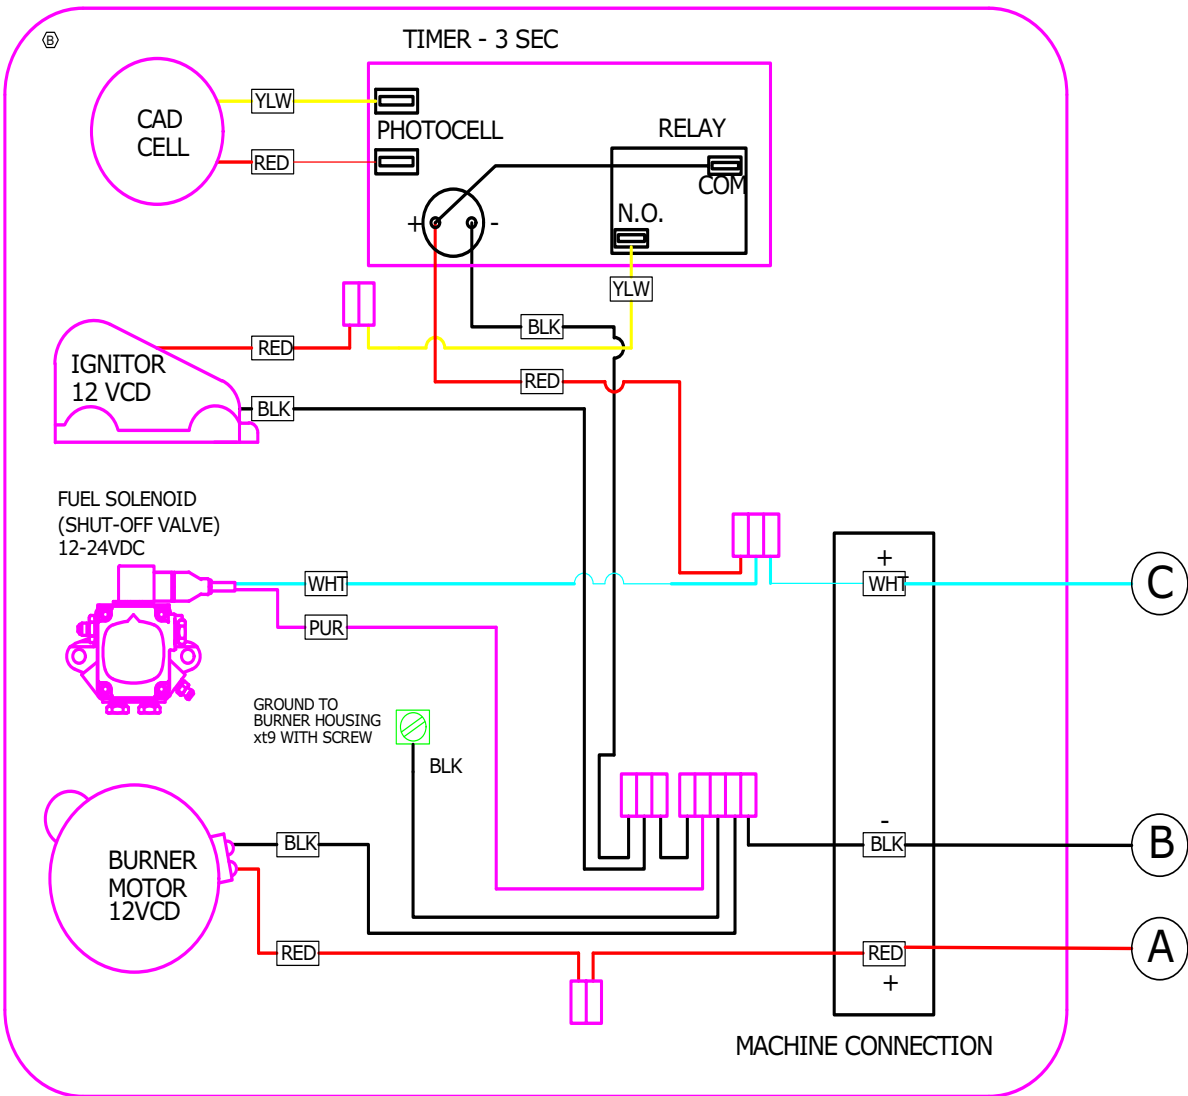 B
TIMER - 3 SEC
CAD
CELL
YLW
RED
PHOTOCELL
RELAY
COM
N.O.
+
-
YLW
BLK
RED
RED
BLK
IGNITOR
12 VCD
FUEL SOLENOID
(SHUT-OFF VALVE)
12-24VDC
WHT
PUR
+
WHT
C
GROUND TO
BURNER HOUSING
xt9 WITH SCREW
BLK
-
BLK
B
BURNER
MOTOR
12VCD
BLK
RED
RED
+
A
MACHINE CONNECTION